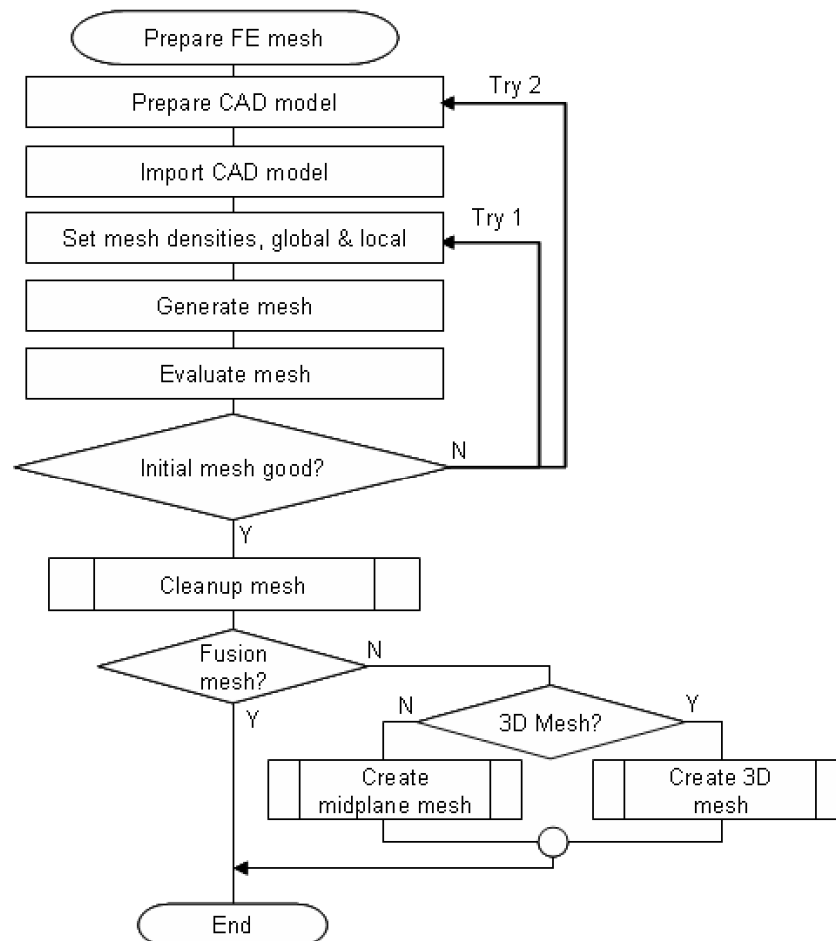 Prepare FE mesh
Try 2
Prepare CAD model
Import CAD model
Try 1
Set mesh densities, global & local
Generate mesh
Evaluate mesh
Initial mesh good?
N
Y
Cleanup mesh
Fusion
mesh?
N
Y
N
3D Mesh?
Y
Create
midplane mesh
Create 3D
mesh
End